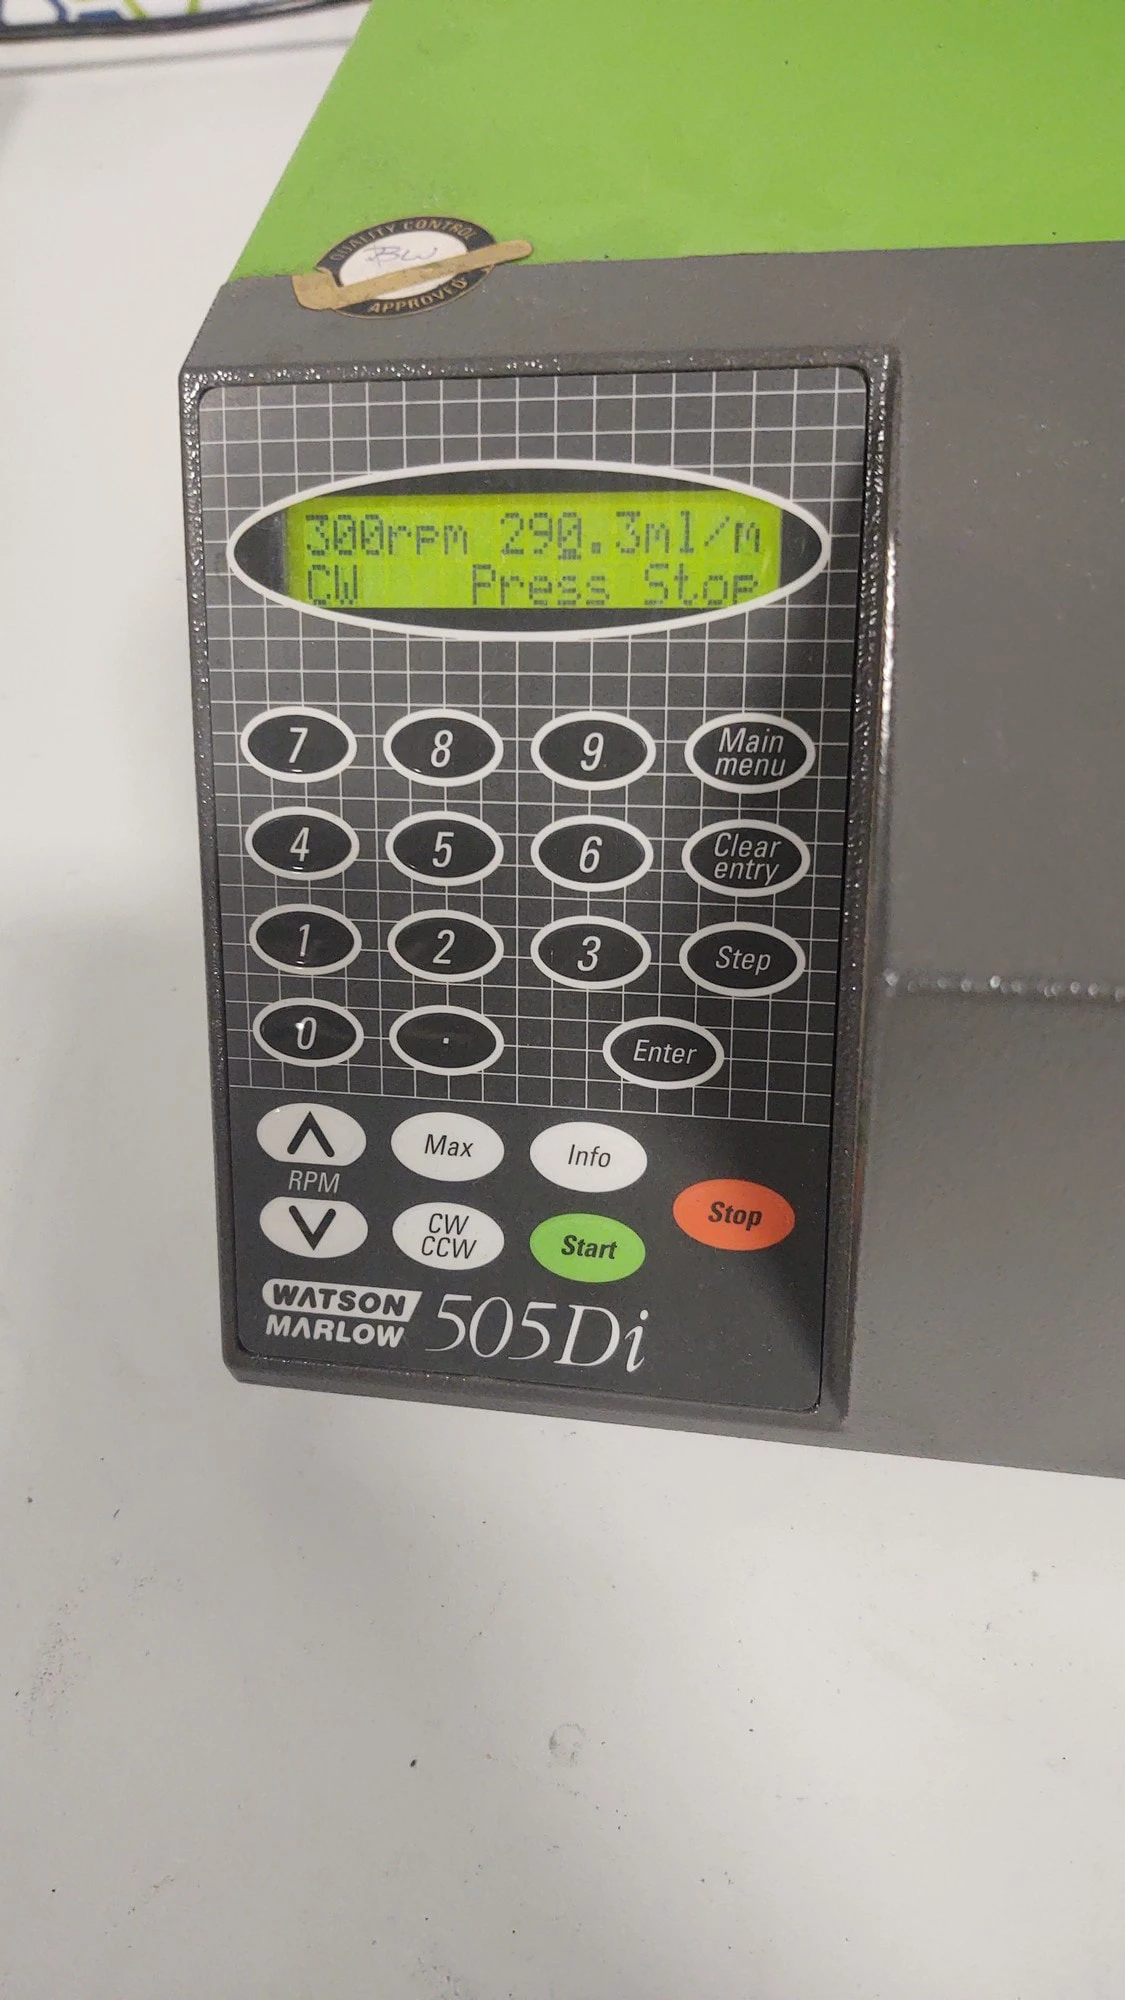 QUALITY CONTROL
BW
APPROVED
300rpm 290.3ml/m
CW Press Stop
7 8 9 Main menu
4 5 6 Clear entry
1 2 3 Step
0 . Enter
RPM
Max
Info
CW
CCW
Start
Stop
WATSON
MARLOW
505Di